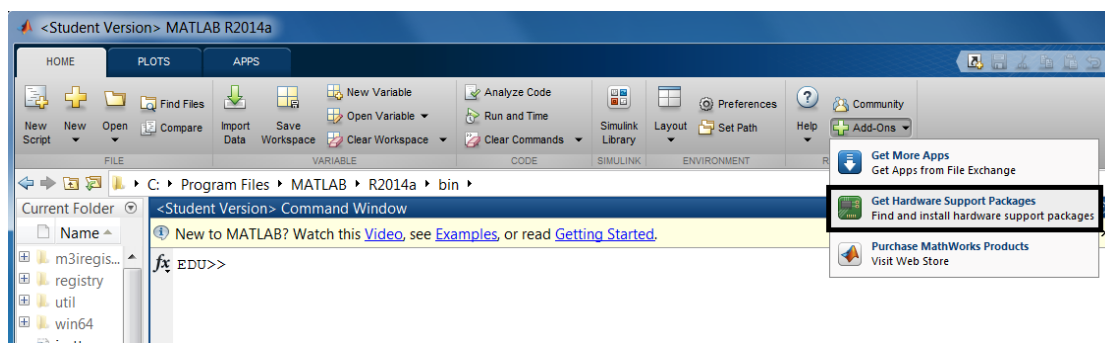 <Student Version> MATLAB R2014a
HOME PLOTS APPS
New Script
New
Open
Find Files
Compare
Import Data
Save Workspace
New Variable
Open Variable
Clear Workspace
Analyze Code
Run and Time
Clear Commands
Simulink Library
Layout
Preferences
Set Path
Help
Community
Add-Ons
FILE VARIABLE CODE SIMULINK ENVIRONMENT R
Get More Apps
Get Apps from File Exchange
Get Hardware Support Packages
Find and install hardware support packages
Purchase MathWorks Products
Visit Web Store
C: Program Files MATLAB R2014a bin
Current Folder
Name
m3iregis...
registry
util
win64
<Student Version> Command Window
New to MATLAB? Watch this Video, see Examples, or read Getting Started.
fx EDU>>